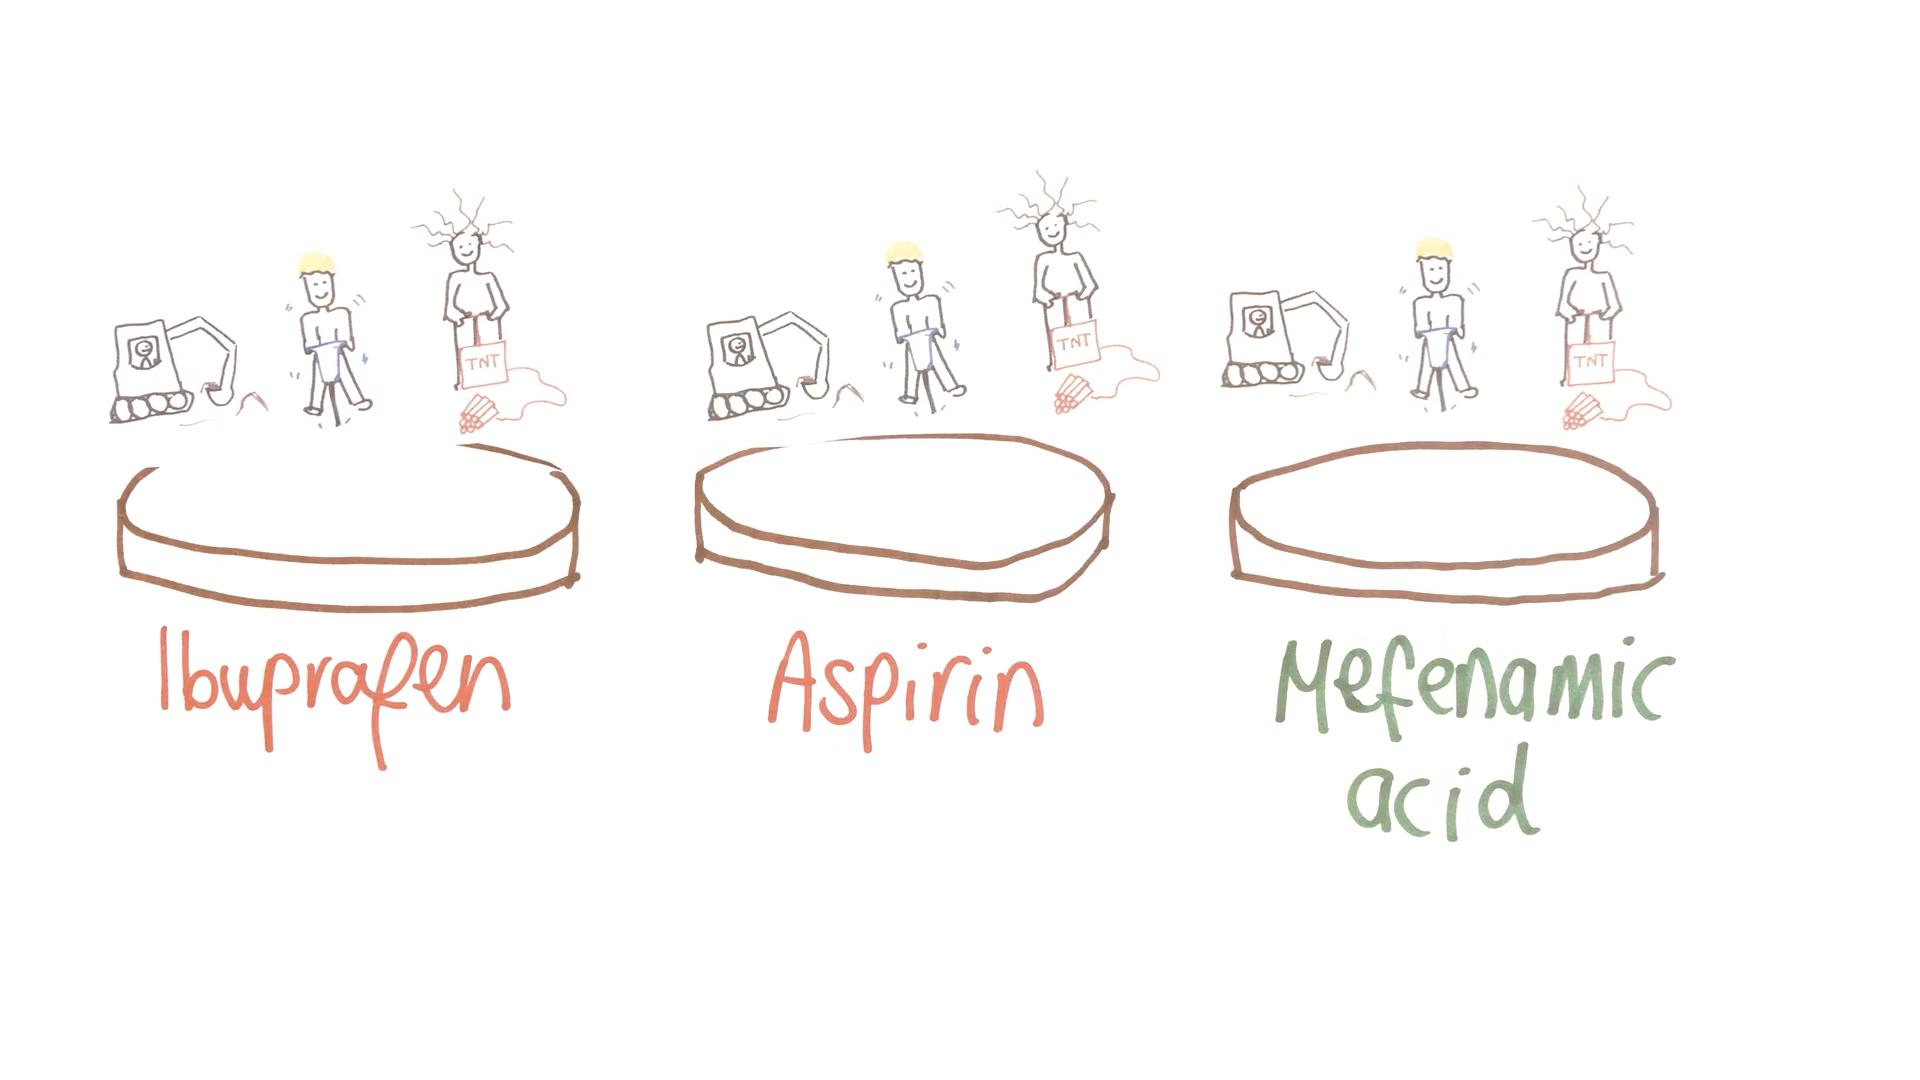 TNT
TNT
TNT
Ibuprofen
Aspirin
Mefenamic
acid